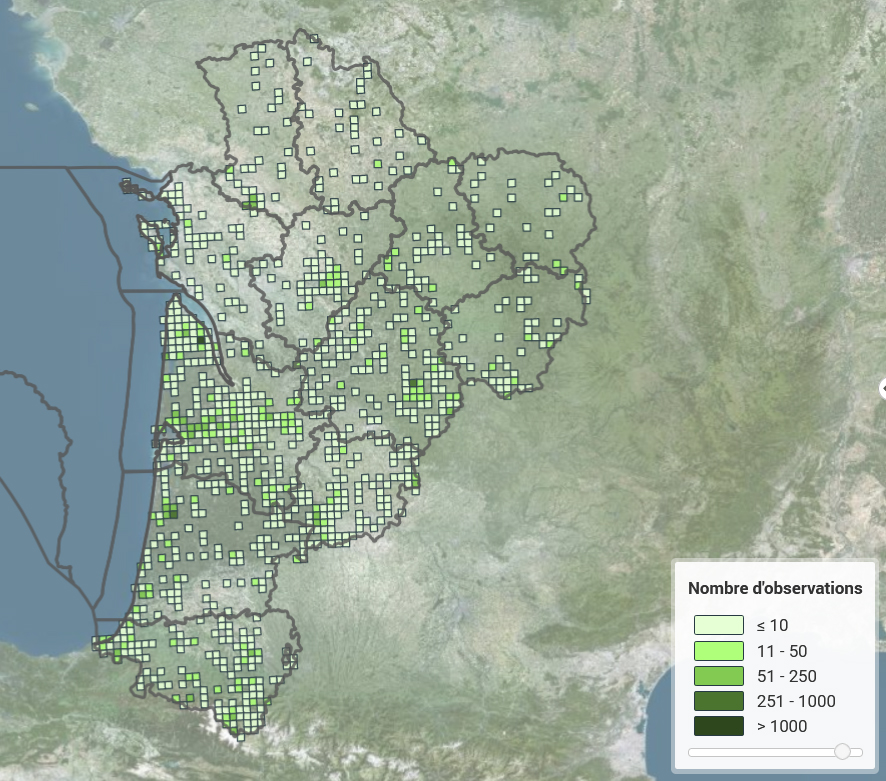 Nombre d'observations
≤ 10
11 - 50
51 - 250
251 - 1000
> 1000